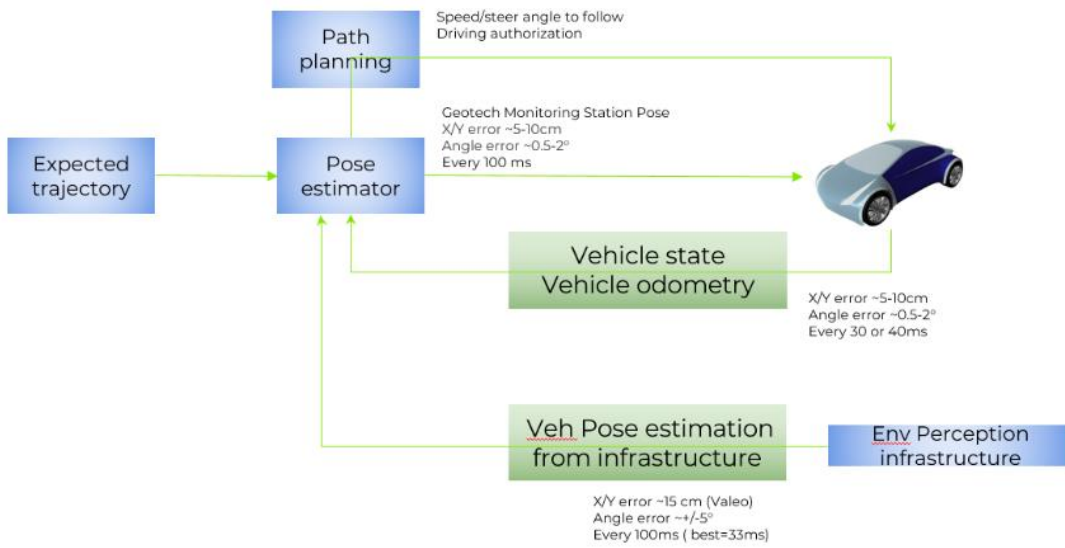 Speed/steer angle to follow
Driving authorization
Path
planning
Geotech Monitoring Station Pose
X/Y error ~5-10cm
Angle error ~0.5-2°
Every 100 ms
Expected
trajectory
Pose
estimator
Vehicle state
Vehicle odometry
X/Y error ~5-10cm
Angle error ~0.5-2°
Every 30 or 40ms
Veh Pose estimation
from infrastructure
Env Perception
infrastructure
X/Y error ~15 cm (Valeo)
Angle error ~+/-5°
Every 100ms ( best=33ms)